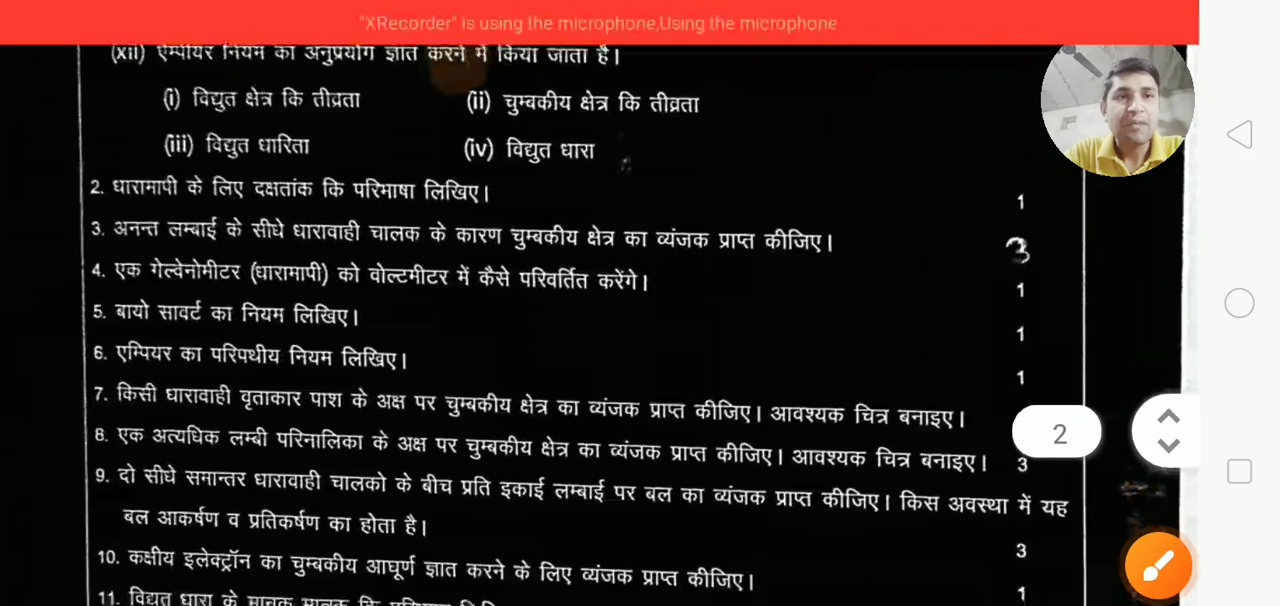 "XRecorder" is using the microphone,Using the microphone
(xii) एम्पीयर नियम का अनुप्रयोग ज्ञात करने में किया जाता है।
(i) विद्युत क्षेत्र कि तीव्रता (ii) चुम्बकीय क्षेत्र कि तीव्रता
(iii) विद्युत धारिता (iv) विद्युत धारा
2. धारामापी के लिए दक्षतांक कि परिभाषा लिखिए। 1
3. अनन्त लम्बाई के सीधे धारावाही चालक के कारण चुम्बकीय क्षेत्र का व्यंजक प्राप्त कीजिए। 3
4. एक गेल्वेनोमीटर (धारामापी) को वोल्टमीटर में कैसे परिवर्तित करेंगे। 1
5. बायो सावर्ट का नियम लिखिए। 1
6. एम्पियर का परिपथीय नियम लिखिए। 1
7. किसी धारावाही वृताकार पाश के अक्ष पर चुम्बकीय क्षेत्र का व्यंजक प्राप्त कीजिए। आवश्यक चित्र बनाइए।
2
8. एक अत्यधिक लम्बी परिनालिका के अक्ष पर चुम्बकीय क्षेत्र का व्यंजक प्राप्त कीजिए। आवश्यक चित्र बनाइए। 3
9. दो सीधे समान्तर धारावाही चालको के बीच प्रति इकाई लम्बाई पर बल का व्यंजक प्राप्त कीजिए। किस अवस्था में यह
बल आकर्षण व प्रतिकर्षण का होता है। 3
10. कक्षीय इलेक्ट्रॉन का चुम्बकीय आघूर्ण ज्ञात करने के लिए व्यंजक प्राप्त कीजिए। 1
11. विद्युत धारा के मानक मात्रक कि